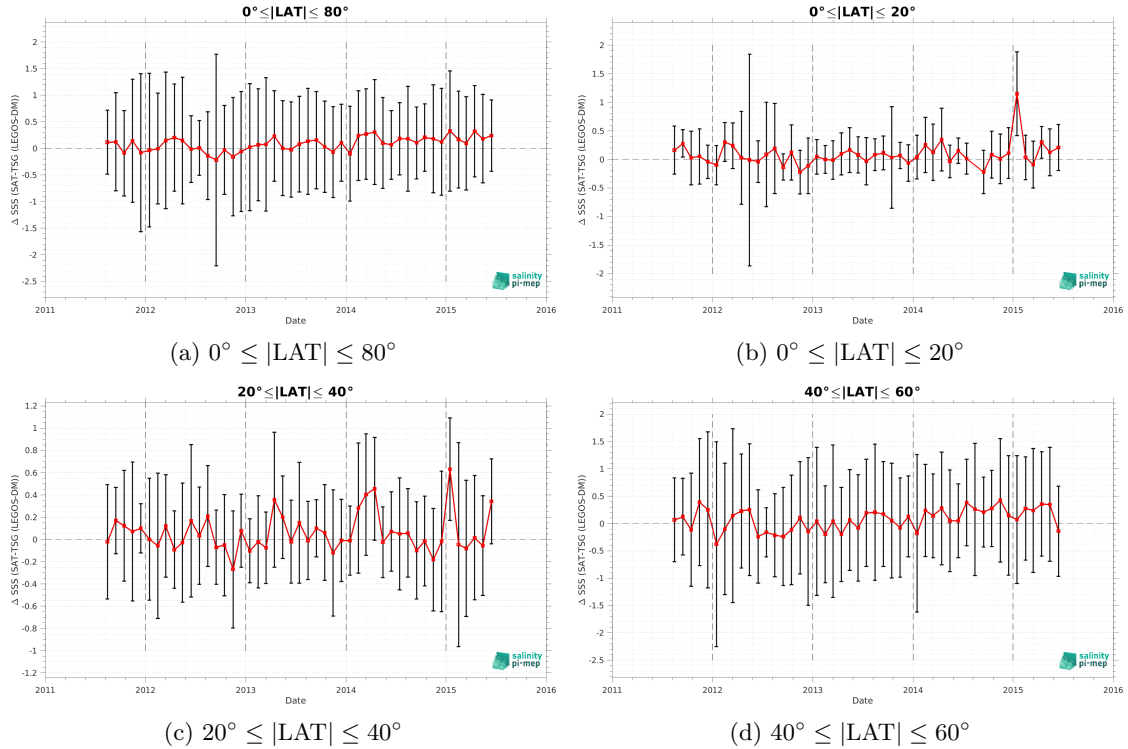 0°≤|LAT|≤ 80°
Δ SSS (SAT-TSG (LEGOS-DM))
2
1.5
1
0.5
0
-0.5
-1
-1.5
-2
-2.5
2011 2012 2013 2014 2015 2016
Date
salinity
pi-mep
(a) 0° ≤ |LAT| ≤ 80°
0°≤|LAT|≤ 20°
Δ SSS (SAT-TSG (LEGOS-DM))
2
1.5
1
0.5
0
-0.5
-1
-1.5
-2
2011 2012 2013 2014 2015 2016
Date
salinity
pi-mep
(b) 0° ≤ |LAT| ≤ 20°
20°≤|LAT|≤ 40°
Δ SSS (SAT-TSG (LEGOS-DM))
1.2
1
0.8
0.6
0.4
0.2
0
-0.2
-0.4
-0.6
-0.8
-1
-1.2
2011 2012 2013 2014 2015 2016
Date
salinity
pi-mep
(c) 20° ≤ |LAT| ≤ 40°
40°≤|LAT|≤ 60°
Δ SSS (SAT-TSG (LEGOS-DM))
2
1.5
1
0.5
0
-0.5
-1
-1.5
-2
-2.5
2011 2012 2013 2014 2015 2016
Date
salinity
pi-mep
(d) 40° ≤ |LAT| ≤ 60°